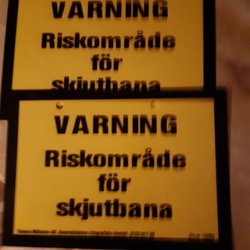 VARNING
Riskområde
för
skjutbana
VARNING
Riskområde
för
skjutbana